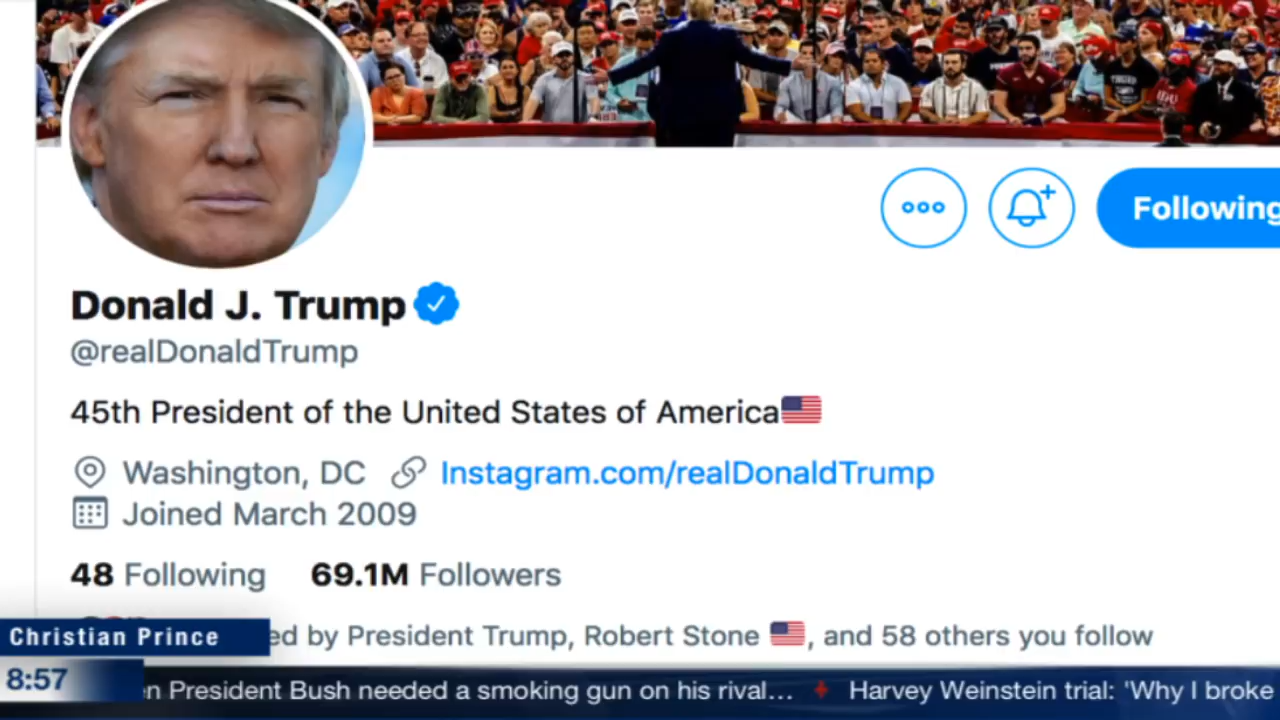 Following
Donald J. Trump
@realDonaldTrump
45th President of the United States of America
Washington, DC Instagram.com/realDonaldTrump
Joined March 2009
48 Following 69.1M Followers
ed by President Trump, Robert Stone , and 58 others you follow
Christian Prince
8:57 en President Bush needed a smoking gun on his rival... Harvey Weinstein trial: 'Why I broke